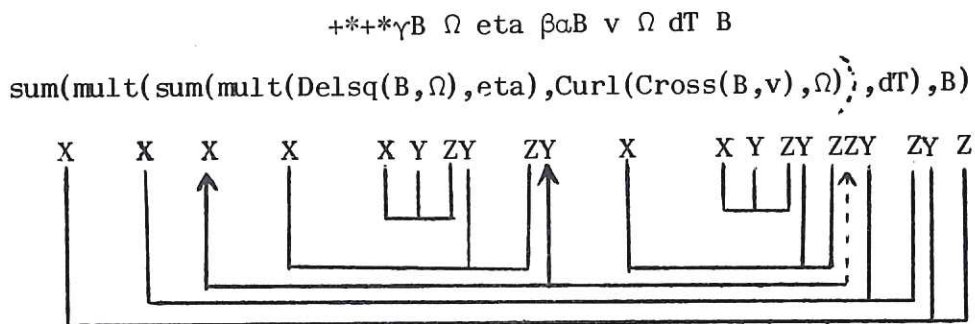 +*+*γB Ω eta βαB v Ω dT B
sum(mult(sum(mult(Delsq(B,Ω),eta),Curl(Cross(B,v),Ω)),dT),B)
X X X X X Y ZY ZY X X Y ZY ZZY ZY Z